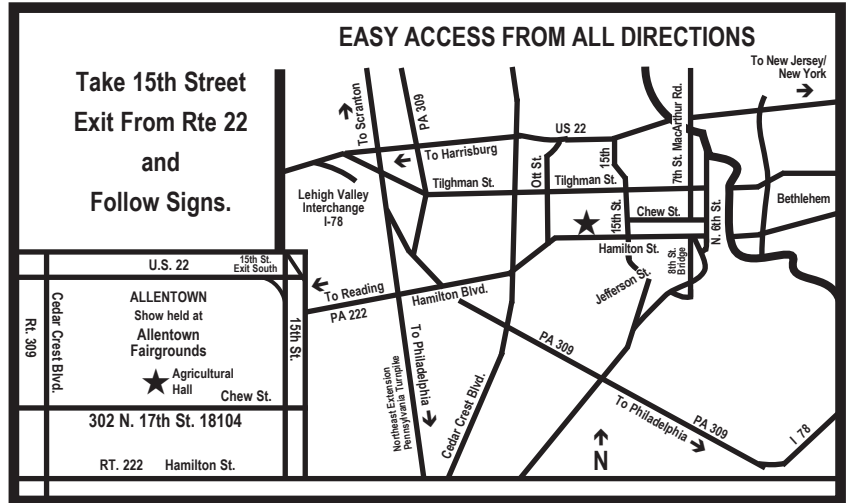 EASY ACCESS FROM ALL DIRECTIONS
Take 15th Street
Exit From Rte 22
and
Follow Signs.
To New Jersey/
New York
To Scranton
PA 309
US 22
To Harrisburg
15th
7th St. MacArthur Rd.
Ott St.
Tilghman St.
Tilghman St.
Lehigh Valley
Interchange
I-78
Bethlehem
15th St.
Chew St.
N. 6th St.
Hamilton St.
8th St.
Bridge
Jefferson St.
To Reading
PA 222
Hamilton Blvd.
To Philadelphia
Northeast Extension
Pennsylvania Turnpike
Cedar Crest Blvd.
PA 309
To Philadelphia
PA 309
I 78
N
U.S. 22
15th St.
Exit South
Rt. 309
Cedar Crest Blvd.
ALLENTOWN
Show held at
Allentown
Fairgrounds
Agricultural
Hall
15th St.
Chew St.
302 N. 17th St. 18104
RT. 222 Hamilton St.